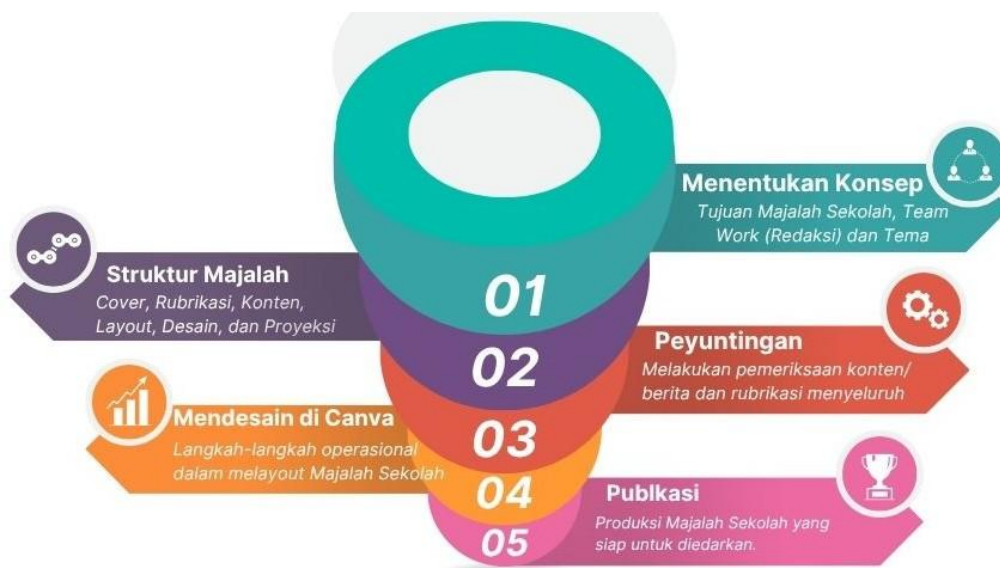 01
Menentukan Konsep
Tujuan Majalah Sekolah, Team
Work (Redaksi) dan Tema
02
Struktur Majalah
Cover, Rubrikasi, Konten,
Layout, Desain, dan Proyeksi
03
Peyuntingan
Melakukan pemeriksaan konten/
berita dan rubrikasi menyeluruh
04
Mendesain di Canva
Langkah-langkah operasional
dalam melayout Majalah Sekolah
05
Publkasi
Produksi Majalah Sekolah yang
siap untuk diedarkan.